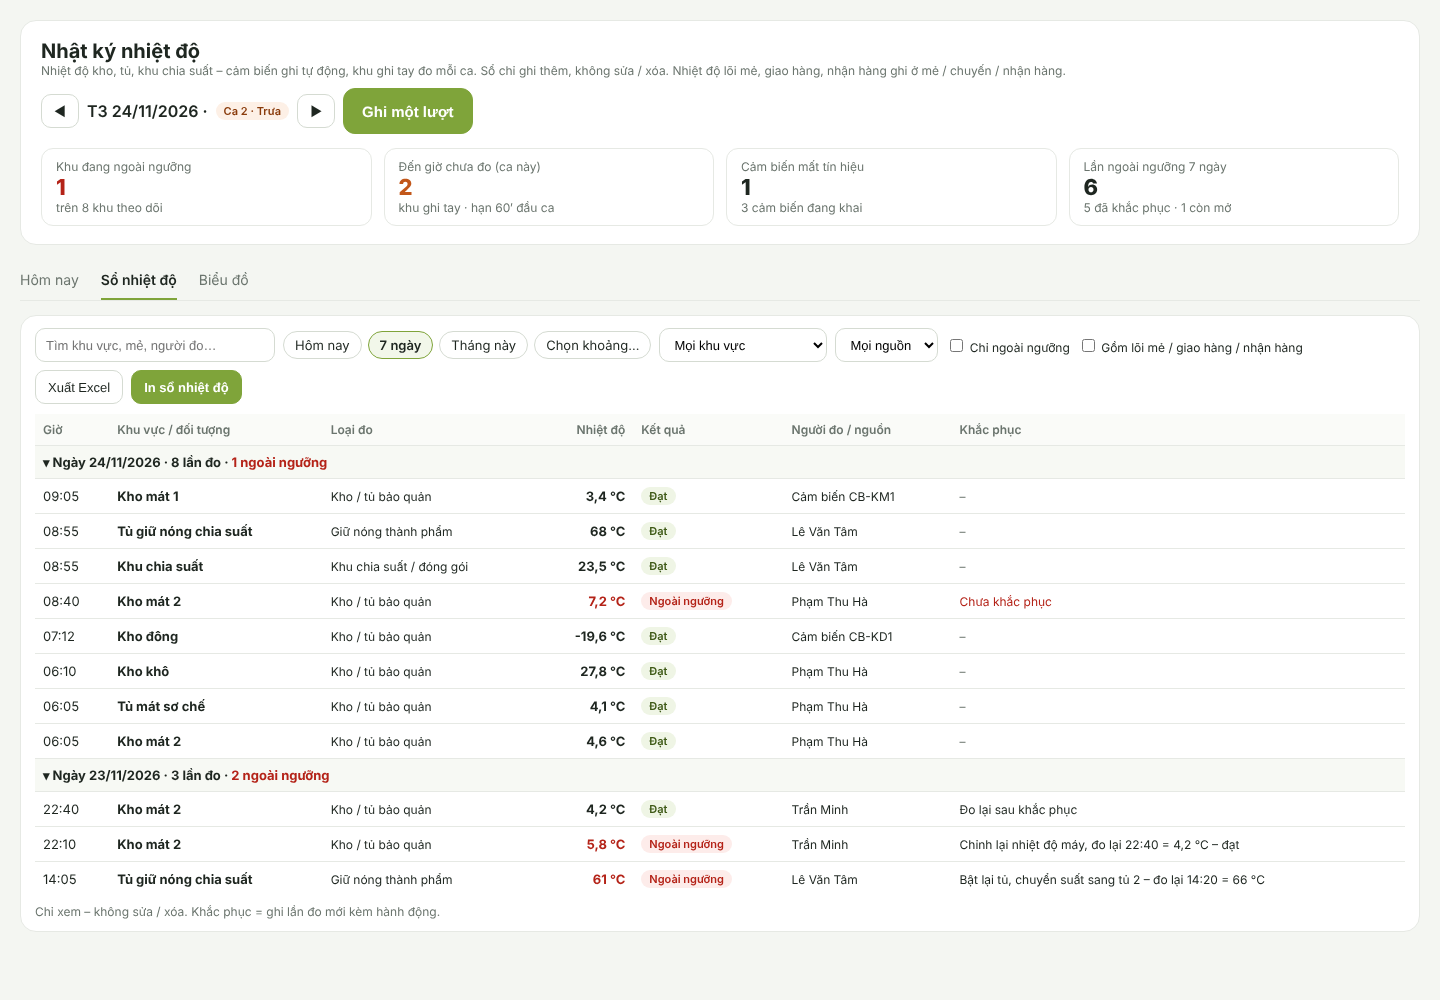 Nhật ký nhiệt độ
Nhiệt độ kho, tủ, khu chia suất – cảm biến ghi tự động, khu ghi tay đo mỗi ca. Sổ chỉ ghi thêm, không sửa / xóa. Nhiệt độ lõi mẻ, giao hàng, nhận hàng ghi ở mẻ / chuyến / nhận hàng.
◀ T3 24/11/2026 · Ca 2 · Trưa ▶ Ghi một lượt
Khu đang ngoài ngưỡng
1
trên 8 khu theo dõi
Đến giờ chưa đo (ca này)
2
khu ghi tay · hạn 60' đầu ca
Cảm biến mất tín hiệu
1
3 cảm biến đang khai
Lần ngoài ngưỡng 7 ngày
6
5 đã khắc phục · 1 còn mở
Hôm nay Sổ nhiệt độ Biểu đồ
Tìm khu vực, mẻ, người đo... Hôm nay 7 ngày Tháng này Chọn khoảng... Mọi khu vực Mọi nguồn Chỉ ngoài ngưỡng Gồm lõi mẻ / giao hàng / nhận hàng
Xuất Excel In sổ nhiệt độ
Giờ Khu vực / đối tượng Loại đo Nhiệt độ Kết quả Người đo / nguồn Khắc phục
▾ Ngày 24/11/2026 · 8 lần đo · 1 ngoài ngưỡng
09:05 Kho mát 1 Kho / tủ bảo quản 3,4 °C Đạt Cảm biến CB-KM1 –
08:55 Tủ giữ nóng chia suất Giữ nóng thành phẩm 68 °C Đạt Lê Văn Tâm –
08:55 Khu chia suất Khu chia suất / đóng gói 23,5 °C Đạt Lê Văn Tâm –
08:40 Kho mát 2 Kho / tủ bảo quản 7,2 °C Ngoài ngưỡng Phạm Thu Hà Chưa khắc phục
07:12 Kho đông Kho / tủ bảo quản -19,6 °C Đạt Cảm biến CB-KD1 –
06:10 Kho khô Kho / tủ bảo quản 27,8 °C Đạt Phạm Thu Hà –
06:05 Tủ mát sơ chế Kho / tủ bảo quản 4,1 °C Đạt Phạm Thu Hà –
06:05 Kho mát 2 Kho / tủ bảo quản 4,6 °C Đạt Phạm Thu Hà –
▾ Ngày 23/11/2026 · 3 lần đo · 2 ngoài ngưỡng
22:40 Kho mát 2 Kho / tủ bảo quản 4,2 °C Đạt Trần Minh Đo lại sau khắc phục
22:10 Kho mát 2 Kho / tủ bảo quản 5,8 °C Ngoài ngưỡng Trần Minh Chỉnh lại nhiệt độ máy, đo lại 22:40 = 4,2 °C – đạt
14:05 Tủ giữ nóng chia suất Giữ nóng thành phẩm 61 °C Ngoài ngưỡng Lê Văn Tâm Bật lại tủ, chuyển suất sang tủ 2 – đo lại 14:20 = 66 °C
Chỉ xem – không sửa / xóa. Khắc phục = ghi lần đo mới kèm hành động.